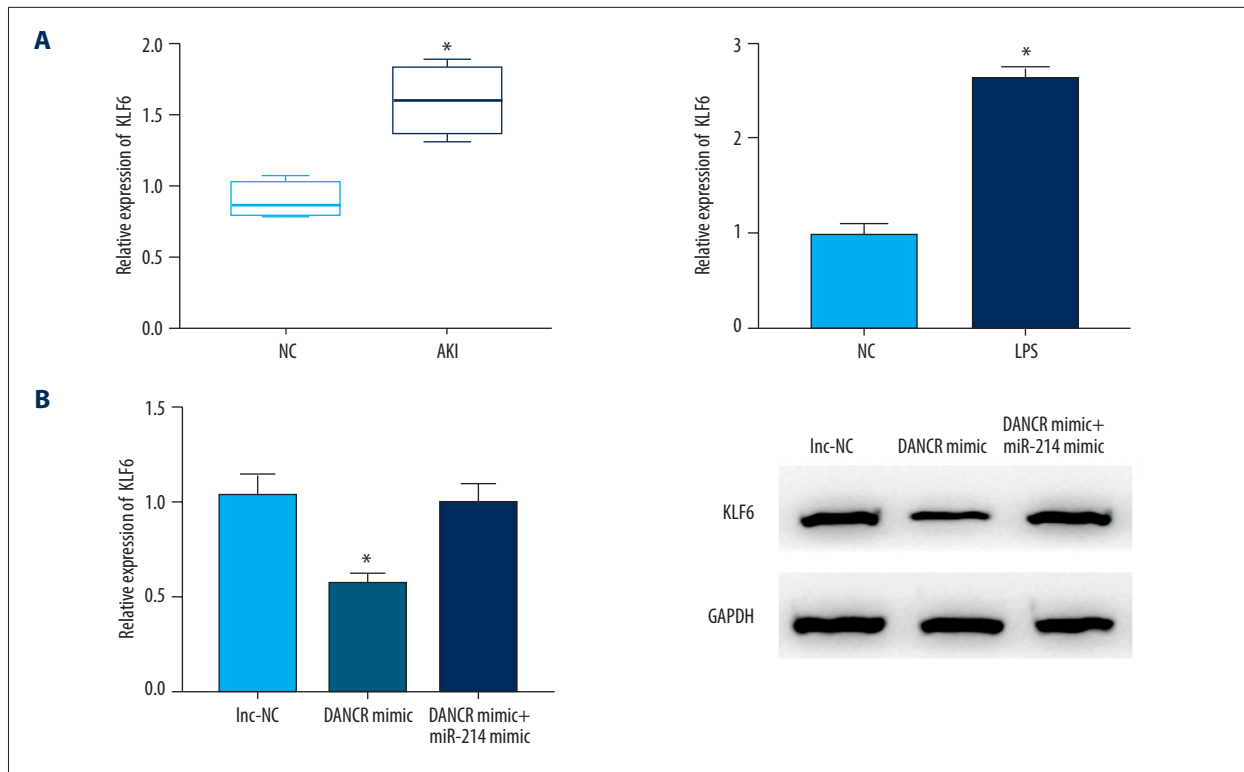 A
Relative expression of KLF6
2.0
1.5
1.0
0.5
0.0
*
NC
AKI
Relative expression of KLF6
3
2
1
0
*
NC
LPS
B
Relative expression of KLF6
1.5
1.0
0.5
0.0
*
lnc-NC
DANCR mimic
DANCR mimic+
miR-214 mimic
lnc-NC
DANCR mimic
DANCR mimic+
miR-214 mimic
KLF6
GAPDH